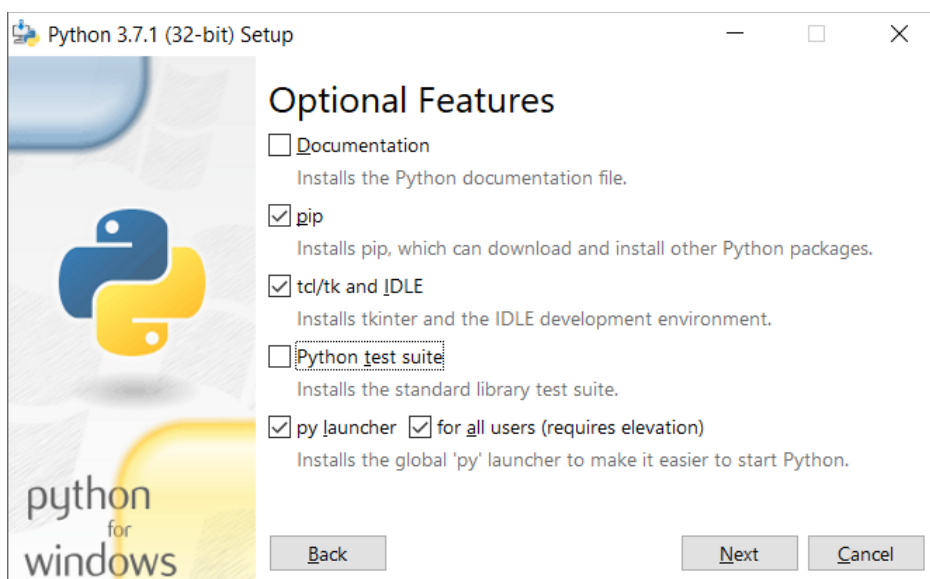 Python 3.7.1 (32-bit) Setup
Optional Features
Documentation
Installs the Python documentation file.
pip
Installs pip, which can download and install other Python packages.
tcl/tk and IDLE
Installs tkinter and the IDLE development environment.
Python test suite
Installs the standard library test suite.
py launcher for all users (requires elevation)
Installs the global 'py' launcher to make it easier to start Python.
python
for
windows
Back Next Cancel